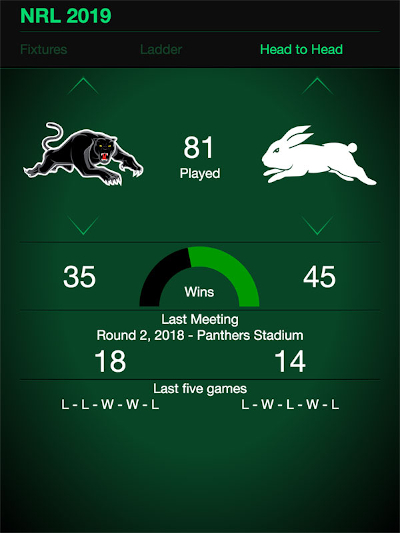 NRL 2019
Fixtures Ladder Head to Head
81
Played
35 45
Wins
Last Meeting
Round 2, 2018 - Panthers Stadium
18 14
Last five games
L - L - W - W - L L - W - L - W - L